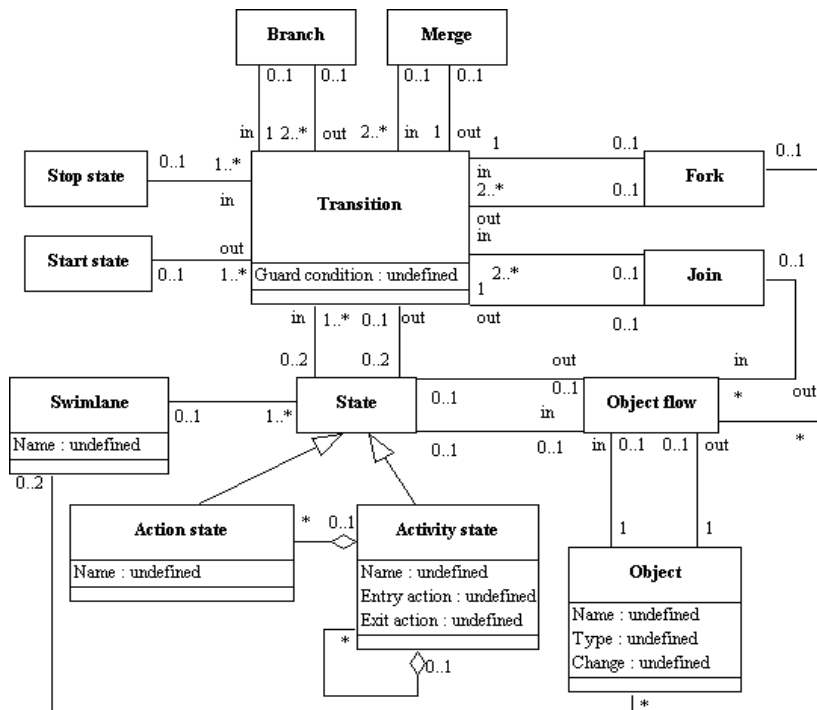 Branch Merge
0..1 0..1 0..1 0..1
in 1 2..* out 2..* in 1 out
1 0..1 0..1
0..1 1..* in
Stop state Fork
in 2..* 0..1
Transition
out
out in
Start state Join 0..1
0..1 1..* Guard condition : undefined 2..* 0..1
1
in 1..* 0..1 out out 0..1
0..2 0..2 out in
Swimlane State 0..1 0..1 Object flow * out
0..1 1..* in
Name : undefined 0..1 0..1 in 0..1 0..1 out *
0..2
Action state * 0..1 Activity state
1 1
Name : undefined Name : undefined Object
Entry action : undefined
Exit action : undefined Name : undefined
* Type : undefined
0..1 Change : undefined
*